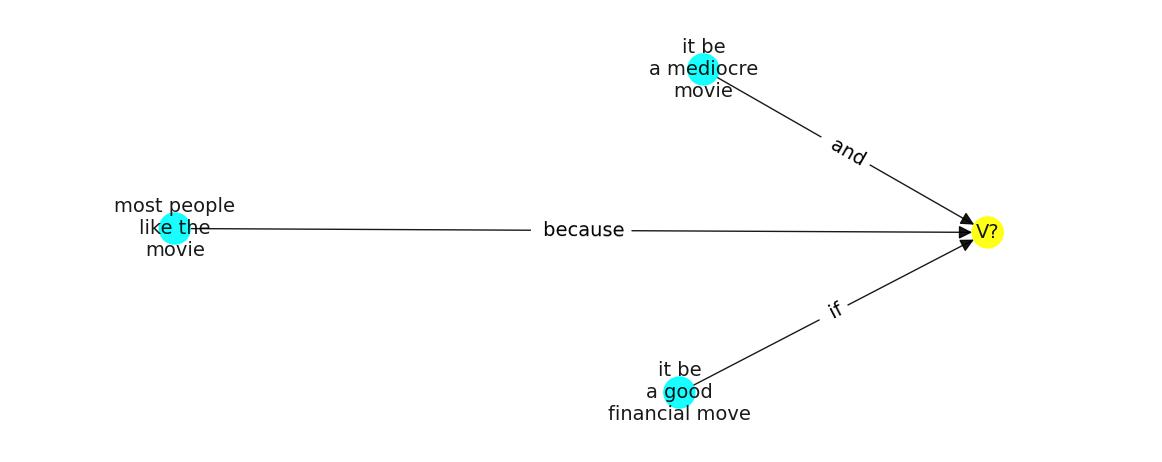 it be
a mediocre
movie
and
most people
like the
movie
because
V?
if
it be
a good
financial move